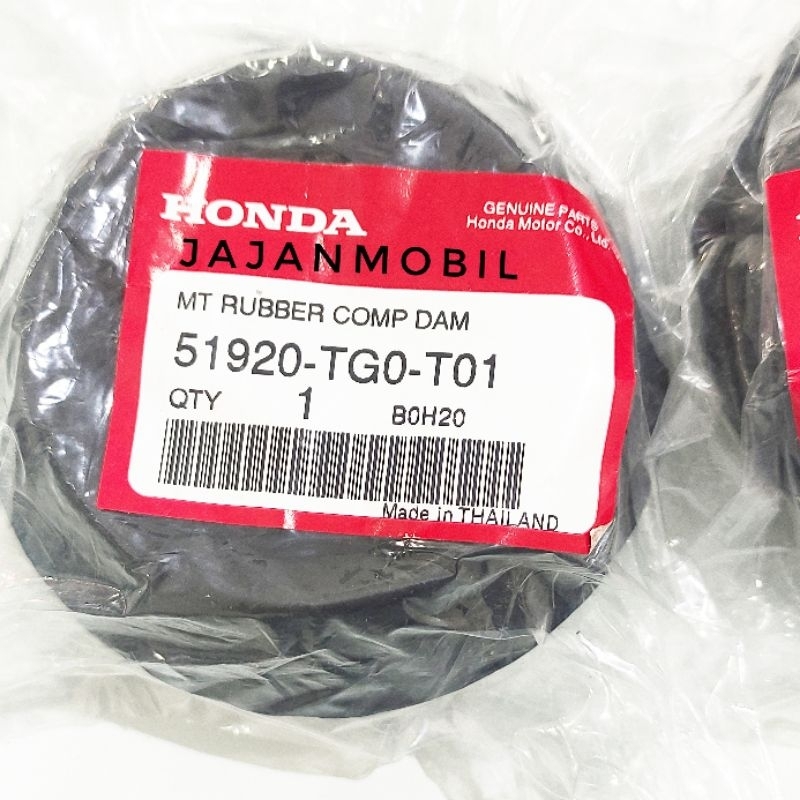 HONDA
GENUINE PARTS
Honda Motor Co., Ltd.
JAJANMOBIL
MT RUBBER COMP DAM
51920-TG0-T01
QTY 1 B0H20
Made in THAILAND